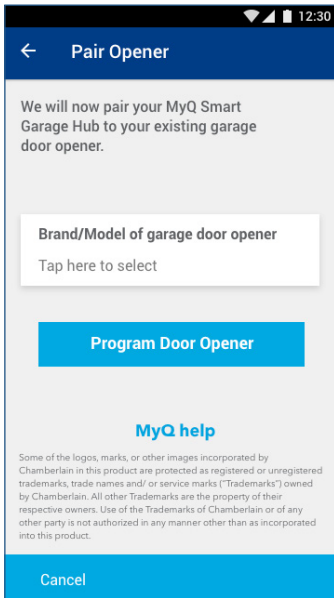 12:30
Pair Opener
We will now pair your MyQ Smart
Garage Hub to your existing garage
door opener.
Brand/Model of garage door opener
Tap here to select
Program Door Opener
MyQ help
Some of the logos, marks, or other images incorporated by
Chamberlain in this product are protected as registered or unregistered
trademarks, trade names and/ or service marks ("Trademarks") owned
by Chamberlain. All other Trademarks are the property of their
respective owners. Use of the Trademarks of Chamberlain or of any
other party is not authorized in any manner other than as incorporated
into this product.
Cancel